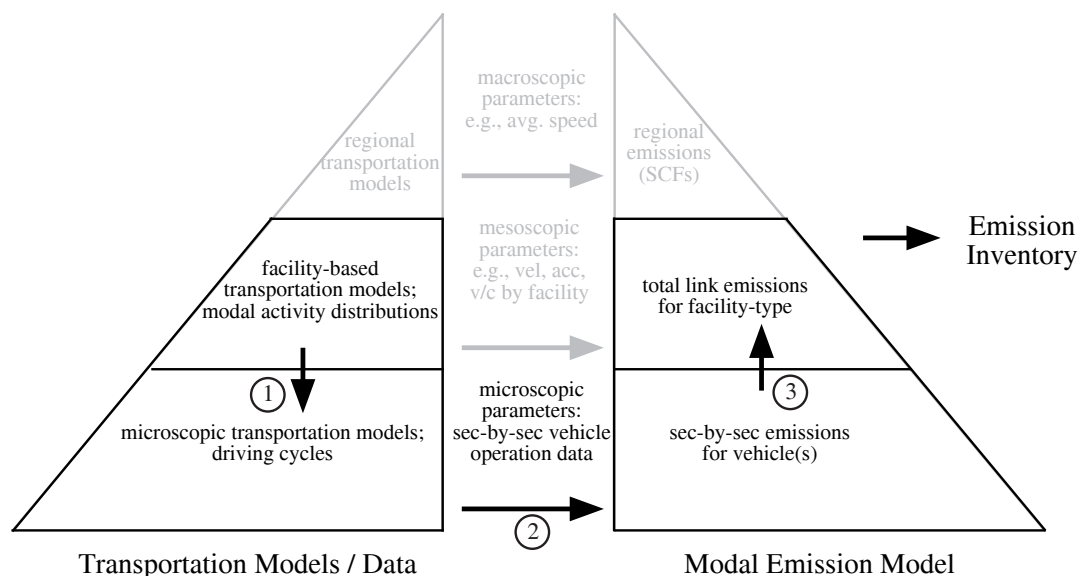 regional
transportation
models
macroscopic
parameters:
e.g., avg. speed
regional
emissions
(SCFs)
facility-based
transportation models;
modal activity distributions
mesoscopic
parameters:
e.g., vel, acc,
v/c by facility
total link emissions
for facility-type
Emission
Inventory
1
3
microscopic transportation models;
driving cycles
microscopic
parameters:
sec-by-sec vehicle
operation data
sec-by-sec emissions
for vehicle(s)
2
Transportation Models / Data
Modal Emission Model